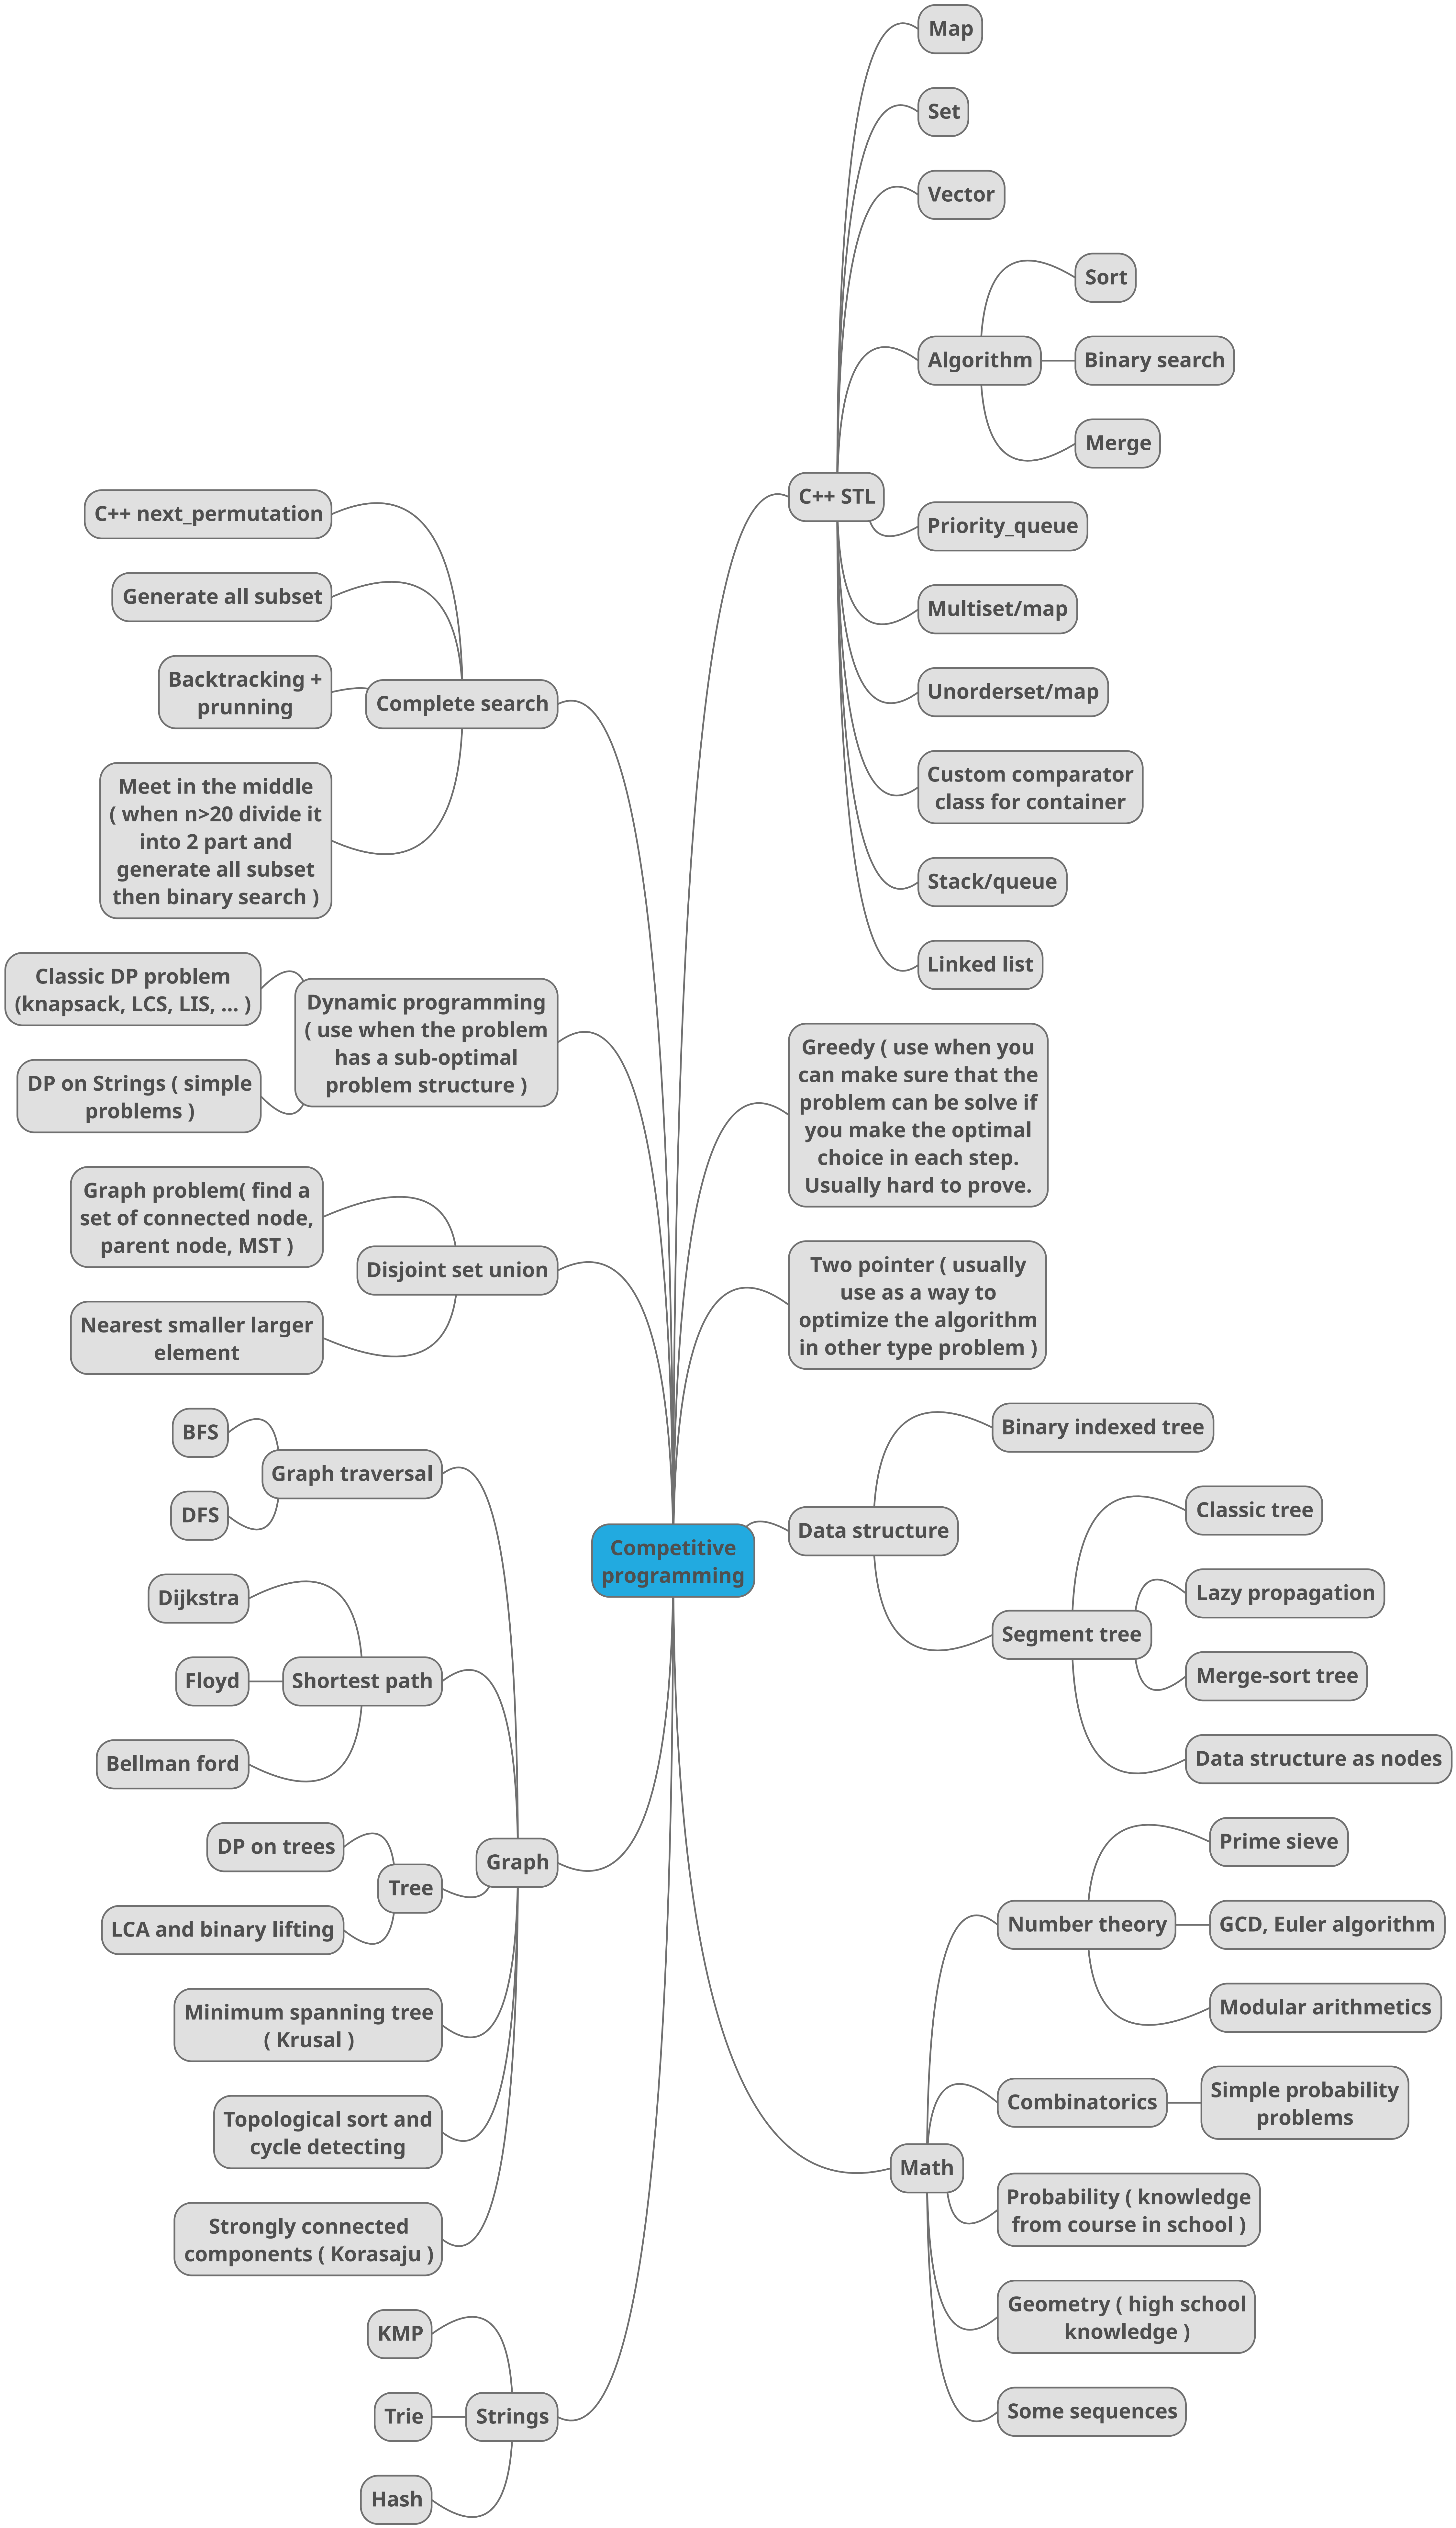 Competitive
programming
C++ STL
Map
Set
Vector
Algorithm
Sort
Binary search
Merge
Priority_queue
Multiset/map
Unorderset/map
Custom comparator
class for container
Stack/queue
Linked list
Greedy ( use when you
can make sure that the
problem can be solve if
you make the optimal
choice in each step.
Usually hard to prove.
Two pointer ( usually
use as a way to
optimize the algorithm
in other type problem )
Data structure
Binary indexed tree
Segment tree
Classic tree
Lazy propagation
Merge-sort tree
Data structure as nodes
Math
Number theory
Prime sieve
GCD, Euler algorithm
Modular arithmetics
Combinatorics
Simple probability
problems
Probability ( knowledge
from course in school )
Geometry ( high school
knowledge )
Some sequences
Complete search
C++ next_permutation
Generate all subset
Backtracking +
prunning
Meet in the middle
( when n>20 divide it
into 2 part and
generate all subset
then binary search )
Dynamic programming
( use when the problem
has a sub-optimal
problem structure )
Classic DP problem
(knapsack, LCS, LIS, ... )
DP on Strings ( simple
problems )
Disjoint set union
Graph problem( find a
set of connected node,
parent node, MST )
Nearest smaller larger
element
Graph
Graph traversal
BFS
DFS
Shortest path
Dijkstra
Floyd
Bellman ford
Tree
DP on trees
LCA and binary lifting
Minimum spanning tree
( Krusal )
Topological sort and
cycle detecting
Strongly connected
components ( Korasaju )
Strings
KMP
Trie
Hash